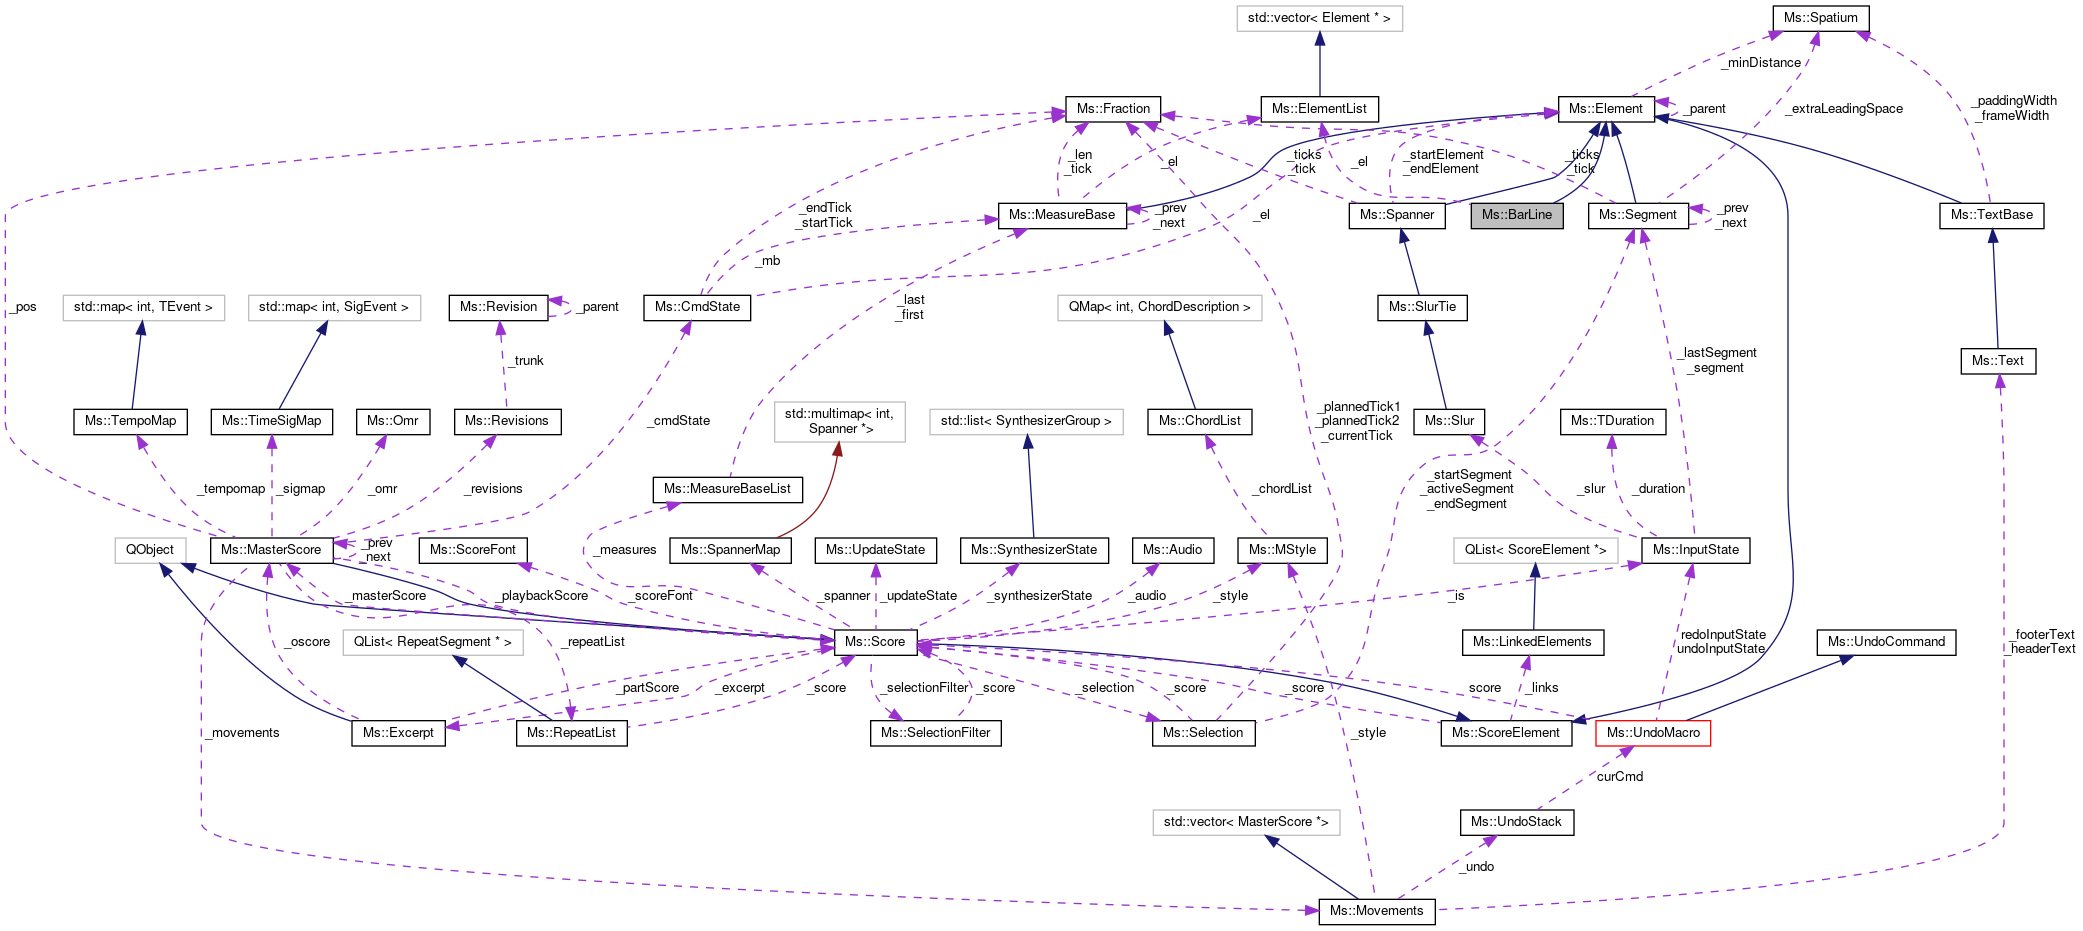 std::vector< Element * >
Ms::Spatium
_minDistance
Ms::Fraction
Ms::ElementList
Ms::Element
_parent
_extraLeadingSpace
_paddingWidth
_frameWidth
_len
_tick
_el
_ticks
_tick
_el
_startElement
_endElement
_ticks
_tick
Ms::MeasureBase
_prev
_next
Ms::Spanner
Ms::BarLine
Ms::Segment
_prev
_next
Ms::TextBase
_endTick
_startTick
_el
_mb
_pos
std::map< int, TEvent >
std::map< int, SigEvent >
Ms::Revision
_parent
Ms::CmdState
_last
_first
QMap< int, ChordDescription >
Ms::SlurTie
_trunk
_lastSegment
_segment
Ms::Text
Ms::TempoMap
Ms::TimeSigMap
Ms::Omr
Ms::Revisions
_cmdState
std::multimap< int,
Spanner *>
std::list< SynthesizerGroup >
Ms::ChordList
_plannedTick1
_plannedTick2
_currentTick
Ms::Slur
Ms::TDuration
_tempomap
_sigmap
_omr
_revisions
Ms::MeasureBaseList
_chordList
_startSegment
_activeSegment
_endSegment
_slur
_duration
QObject
Ms::MasterScore
_prev
_next
Ms::ScoreFont
_measures
Ms::SpannerMap
Ms::UpdateState
Ms::SynthesizerState
Ms::Audio
Ms::MStyle
QList< ScoreElement *>
Ms::InputState
_masterScore
_playbackScore
_scoreFont
_spanner
_updateState
_synthesizerState
_audio
_style
_is
_oscore
QList< RepeatSegment * >
_repeatList
Ms::Score
Ms::LinkedElements
redoInputState
undoInputState
Ms::UndoCommand
_footerText
_headerText
_partScore
_excerpt
_score
_selectionFilter
_score
_selection
_score
_score
score
_links
_movements
Ms::Excerpt
Ms::RepeatList
Ms::SelectionFilter
Ms::Selection
_style
Ms::ScoreElement
Ms::UndoMacro
curCmd
std::vector< MasterScore *>
Ms::UndoStack
_undo
Ms::Movements